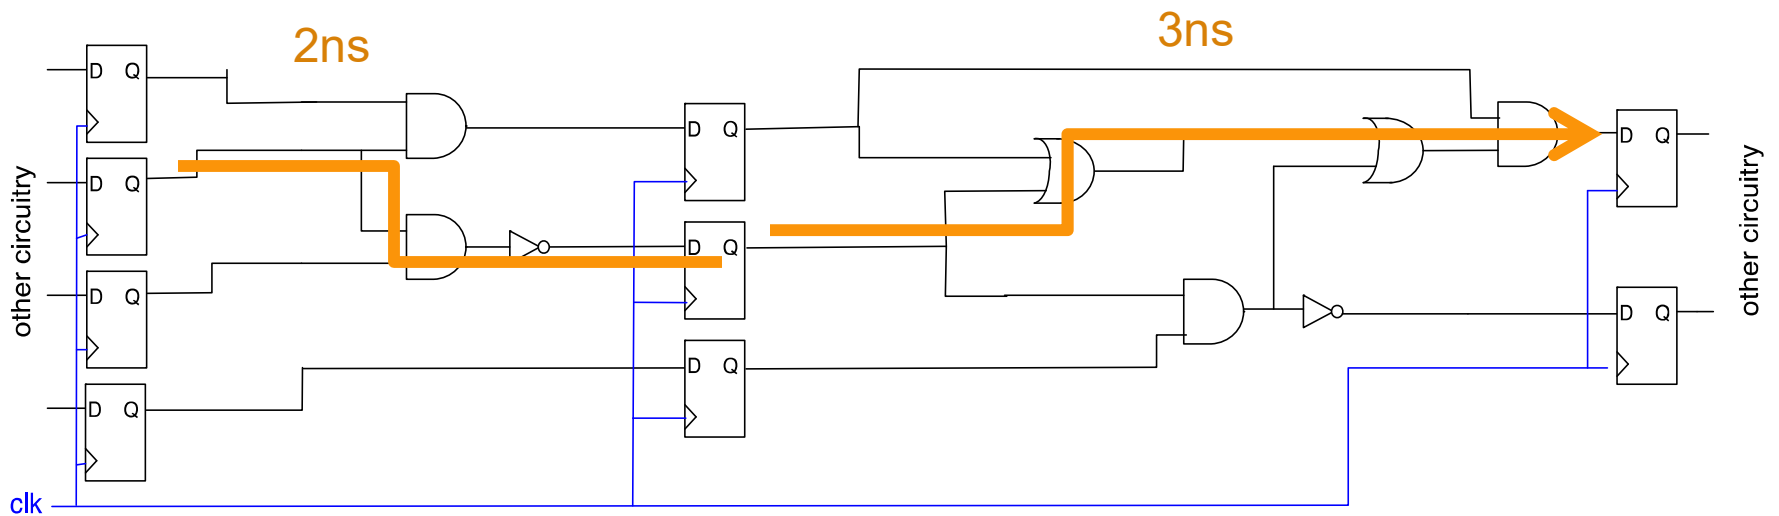 2ns
3ns
D Q
D Q
D Q
D Q
D Q
D Q
D Q
D Q
D Q
other circuitry
other circuitry
clk